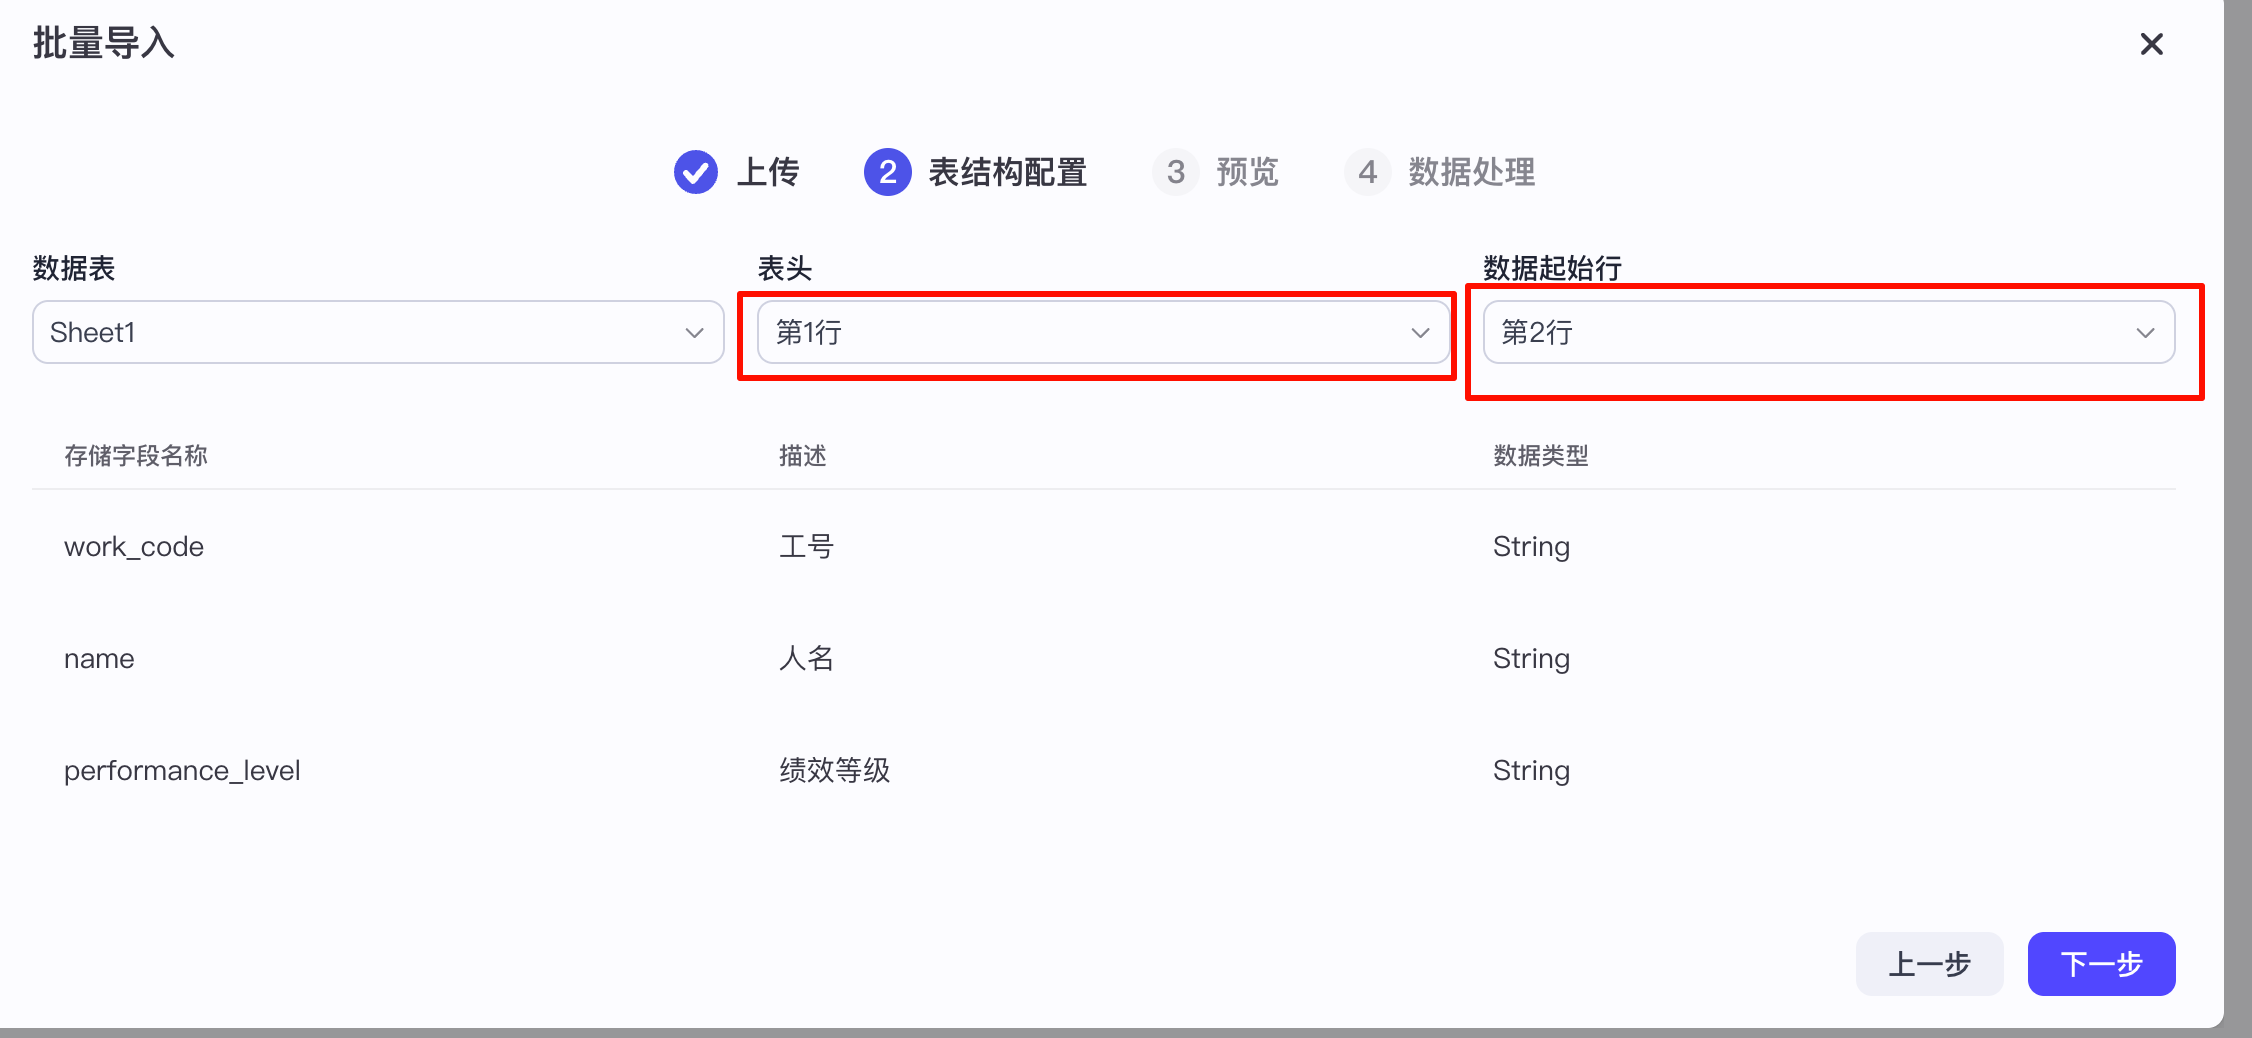 批量导入
上传 2 表结构配置 3 预览 4 数据处理
数据表 表头 数据起始行
Sheet1 第1行 第2行
存储字段名称 描述 数据类型
work_code 工号 String
name 人名 String
performance_level 绩效等级 String
上一步 下一步